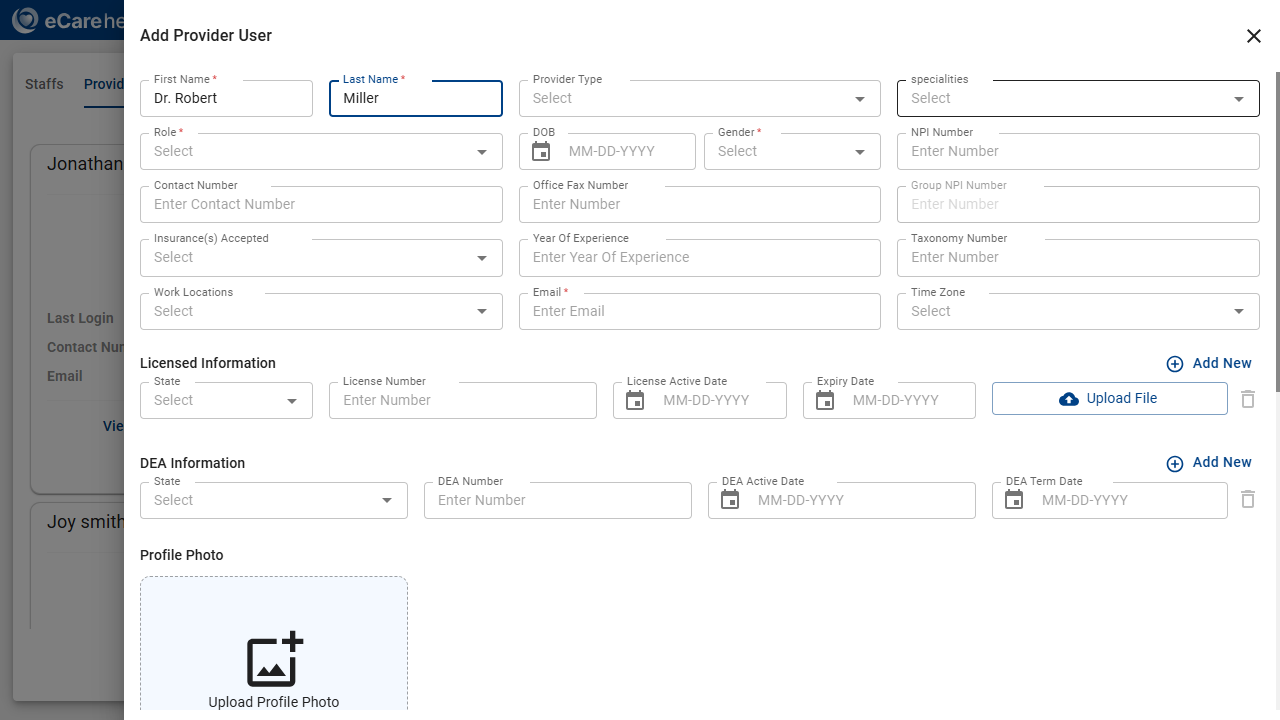 eCare he
Add Provider User
Staffs
Provid
First Name *
Dr. Robert
Last Name *
Miller
Provider Type
Select
specialities
Select
Role *
Select
DOB
MM-DD-YYYY
Gender *
Select
NPI Number
Enter Number
Contact Number
Enter Contact Number
Office Fax Number
Enter Number
Group NPI Number
Enter Number
Insurance(s) Accepted
Select
Year Of Experience
Enter Year Of Experience
Taxonomy Number
Enter Number
Work Locations
Select
Email *
Enter Email
Time Zone
Select
Jonathan
Last Login
Contact Nur
Email
Vie
Joy smith
Licensed Information
Add New
State
Select
License Number
Enter Number
License Active Date
MM-DD-YYYY
Expiry Date
MM-DD-YYYY
Upload File
DEA Information
Add New
State
Select
DEA Number
Enter Number
DEA Active Date
MM-DD-YYYY
DEA Term Date
MM-DD-YYYY
Profile Photo
Upload Profile Photo